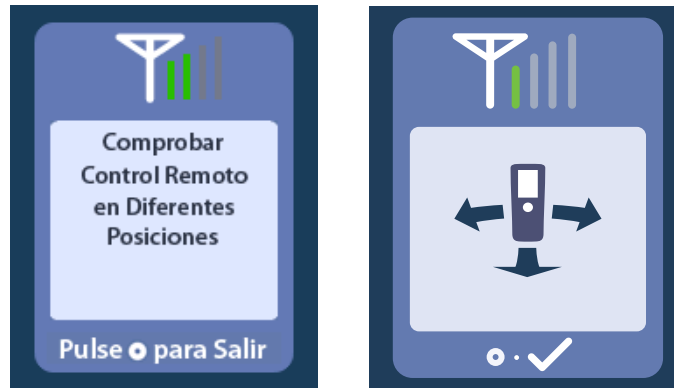 Comprobar
Control Remoto
en Diferentes
Posiciones
Pulse para Salir